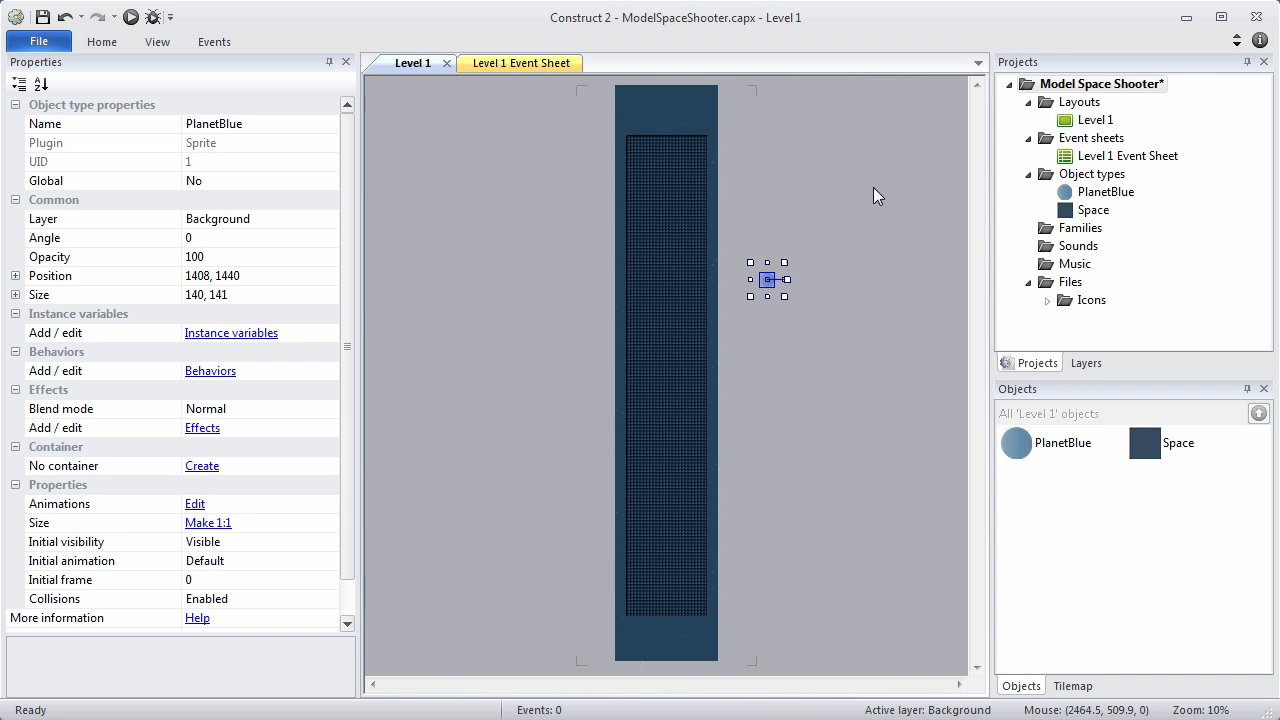 Construct 2 - ModelSpaceShooter.capx - Level 1
File Home View Events
Properties
Object type properties
Name PlanetBlue
Plugin Sprite
UID 1
Global No
Common
Layer Background
Angle 0
Opacity 100
Position 1408, 1440
Size 140, 141
Instance variables
Add / edit Instance variables
Behaviors
Add / edit Behaviors
Effects
Blend mode Normal
Add / edit Effects
Container
No container Create
Properties
Animations Edit
Size Make 1:1
Initial visibility Visible
Initial animation Default
Initial frame 0
Collisions Enabled
More information Help
Level 1 Level 1 Event Sheet
Projects
Model Space Shooter*
Layouts
Level 1
Event sheets
Level 1 Event Sheet
Object types
PlanetBlue
Space
Families
Sounds
Music
Files
Icons
Projects Layers
Objects
All 'Level 1' objects
PlanetBlue Space
Objects Tilemap
Ready Events: 0 Active layer: Background Mouse: (2464.5, 509.9, 0) Zoom: 10%